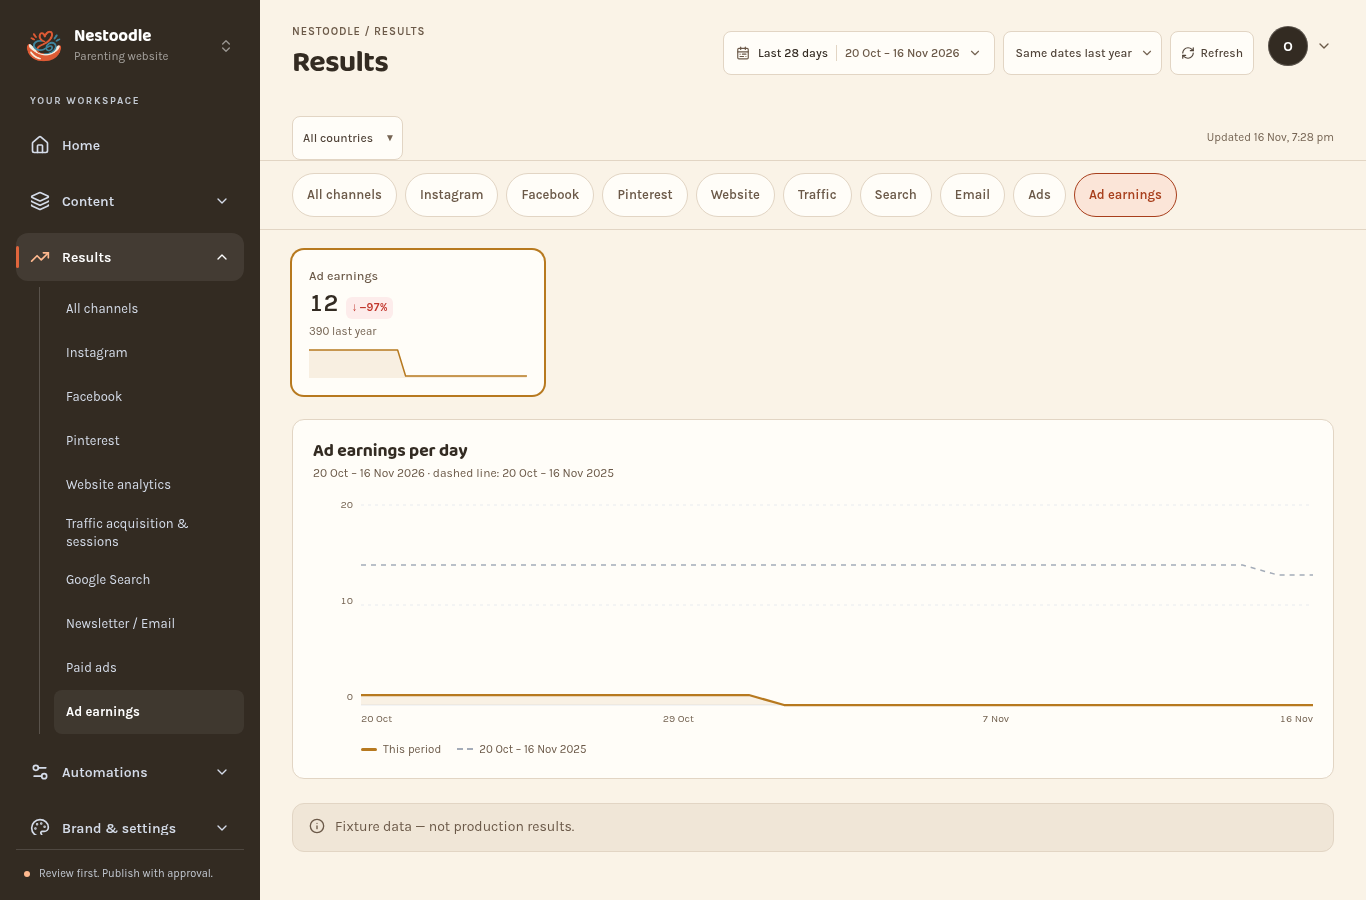 Nestoodle
Parenting website
YOUR WORKSPACE
Home
Content
Results
All channels
Instagram
Facebook
Pinterest
Website analytics
Traffic acquisition &
sessions
Google Search
Newsletter / Email
Paid ads
Ad earnings
Automations
Brand & settings
Review first. Publish with approval.
NESTOODLE / RESULTS
Results
Last 28 days 20 Oct – 16 Nov 2026
Same dates last year
Refresh
O
All countries
Updated 16 Nov, 7:28 pm
All channels Instagram Facebook Pinterest Website Traffic Search Email Ads Ad earnings
Ad earnings
12 ↓ −97%
390 last year
Ad earnings per day
20 Oct – 16 Nov 2026 · dashed line: 20 Oct – 16 Nov 2025
20
10
0
20 Oct 29 Oct 7 Nov 16 Nov
This period 20 Oct – 16 Nov 2025
Fixture data — not production results.